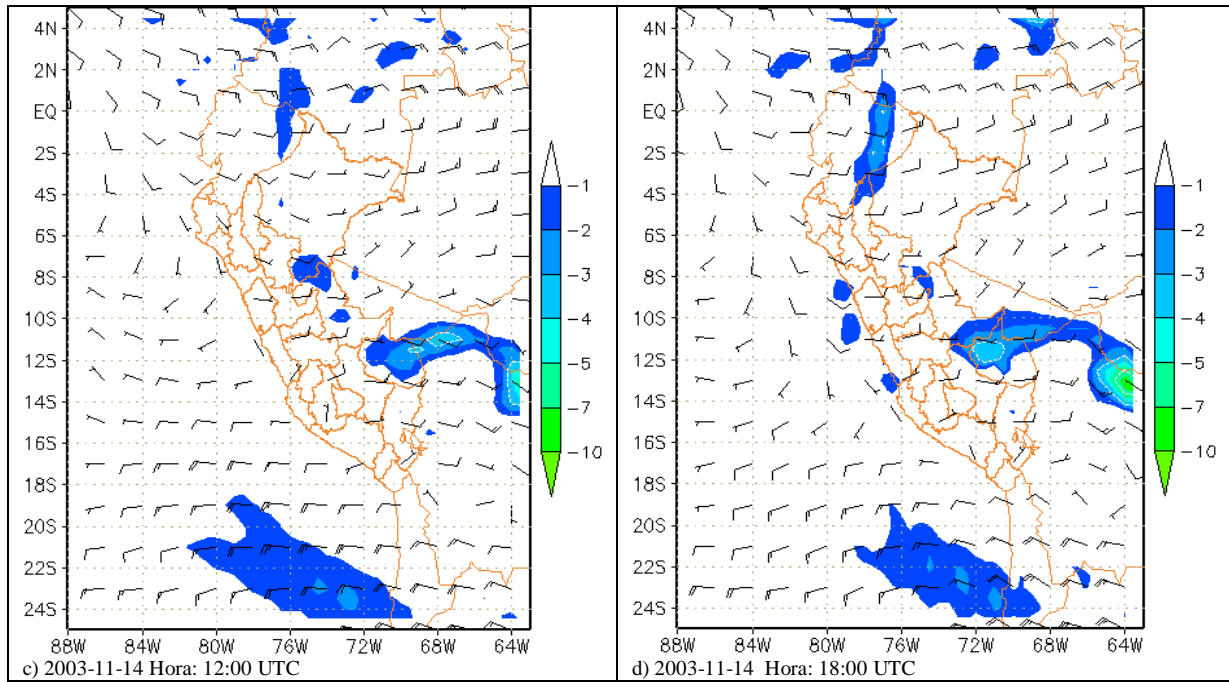 4N
2N
EQ
2S
4S
6S
8S
10S
12S
14S
16S
18S
20S
22S
24S
88W 84W 80W 76W 72W 68W 64W
-1
-2
-3
-4
-5
-7
-10
c) 2003-11-14 Hora: 12:00 UTC
4N
2N
EQ
2S
4S
6S
8S
10S
12S
14S
16S
18S
20S
22S
24S
88W 84W 80W 76W 72W 68W 64W
-1
-2
-3
-4
-5
-7
-10
d) 2003-11-14 Hora: 18:00 UTC